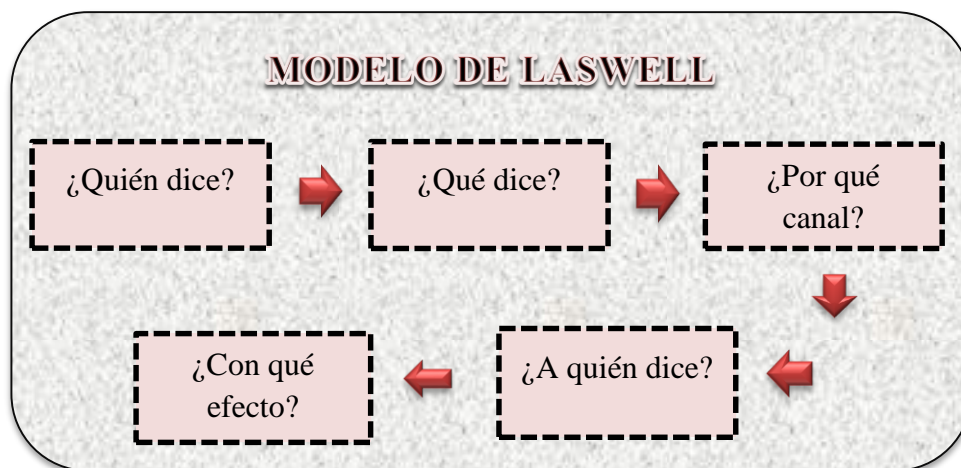 MODELO DE LASWELL
¿Quién dice?
¿Qué dice?
¿Por qué
canal?
¿A quién dice?
¿Con qué
efecto?